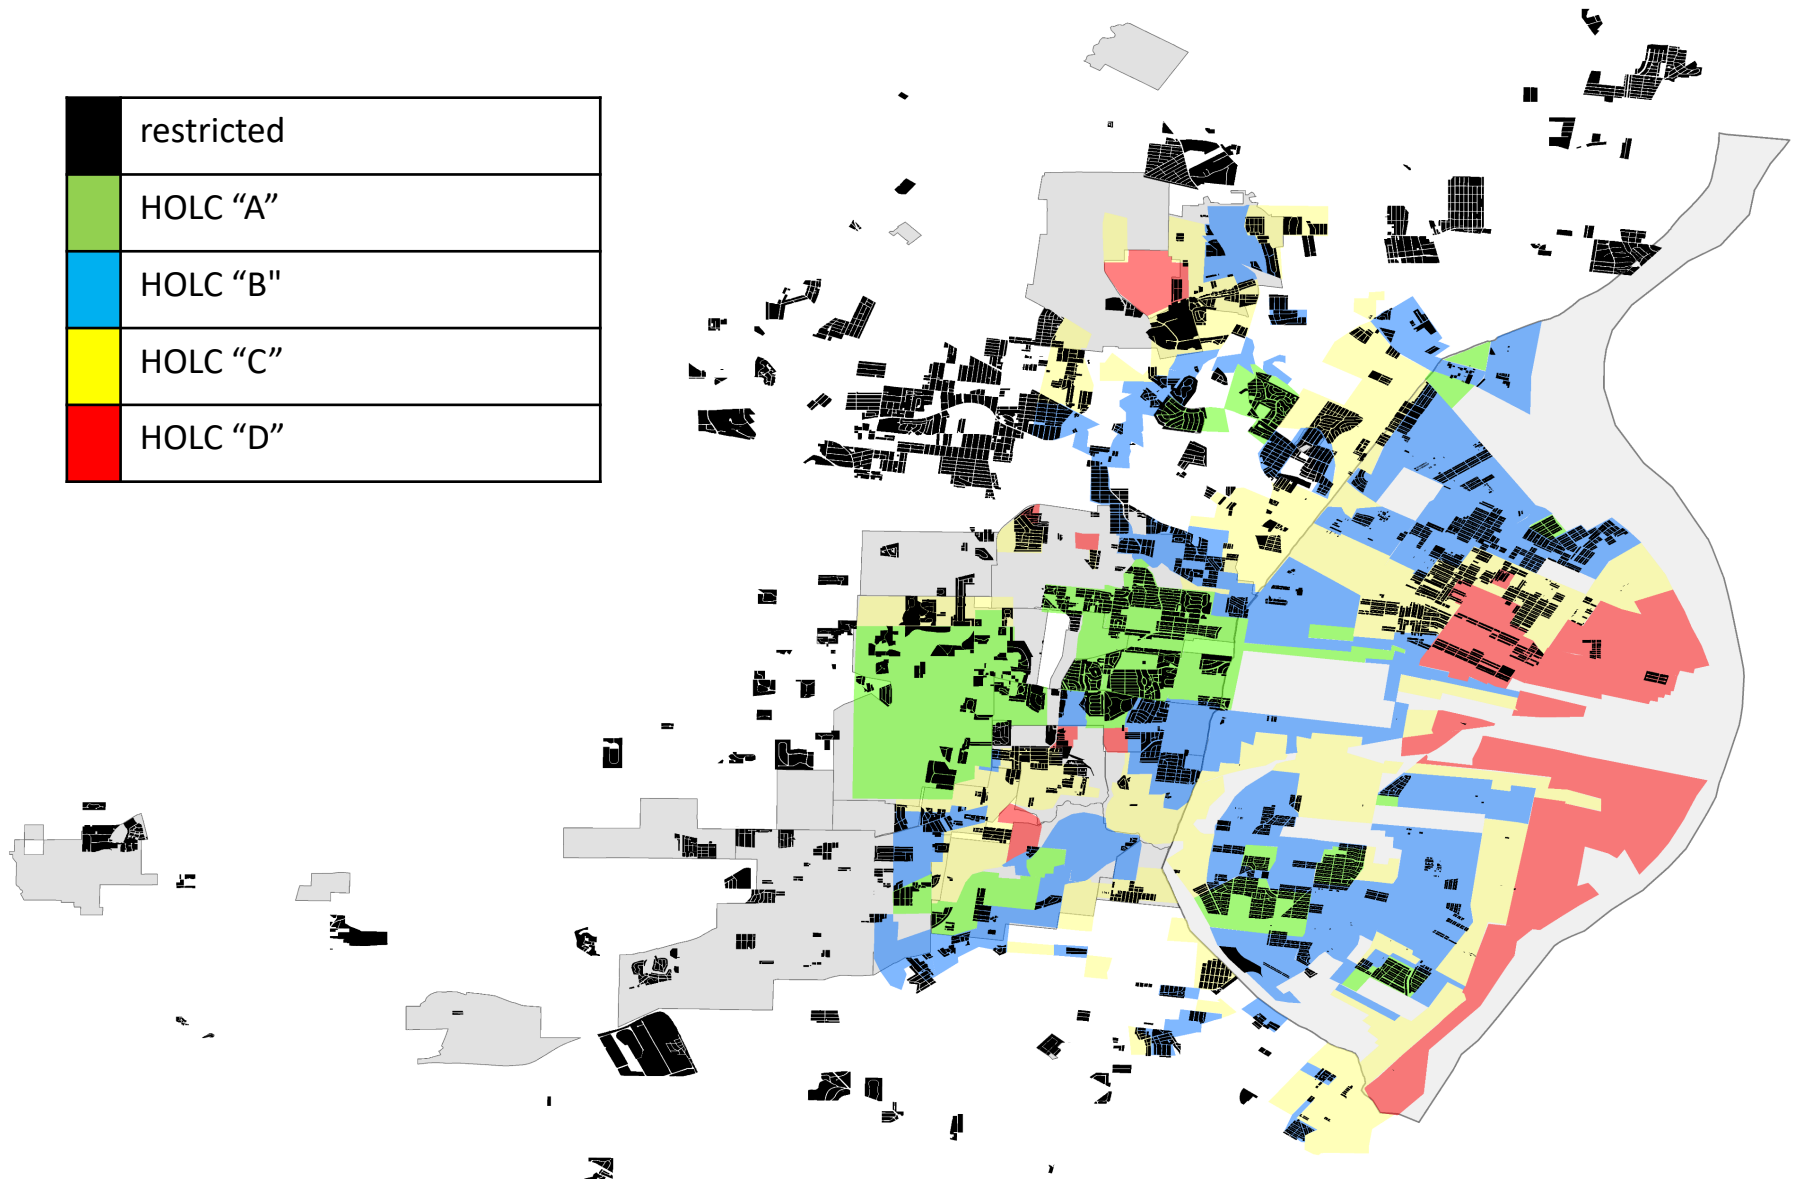 restricted
HOLC “A”
HOLC “B"
HOLC “C”
HOLC “D”